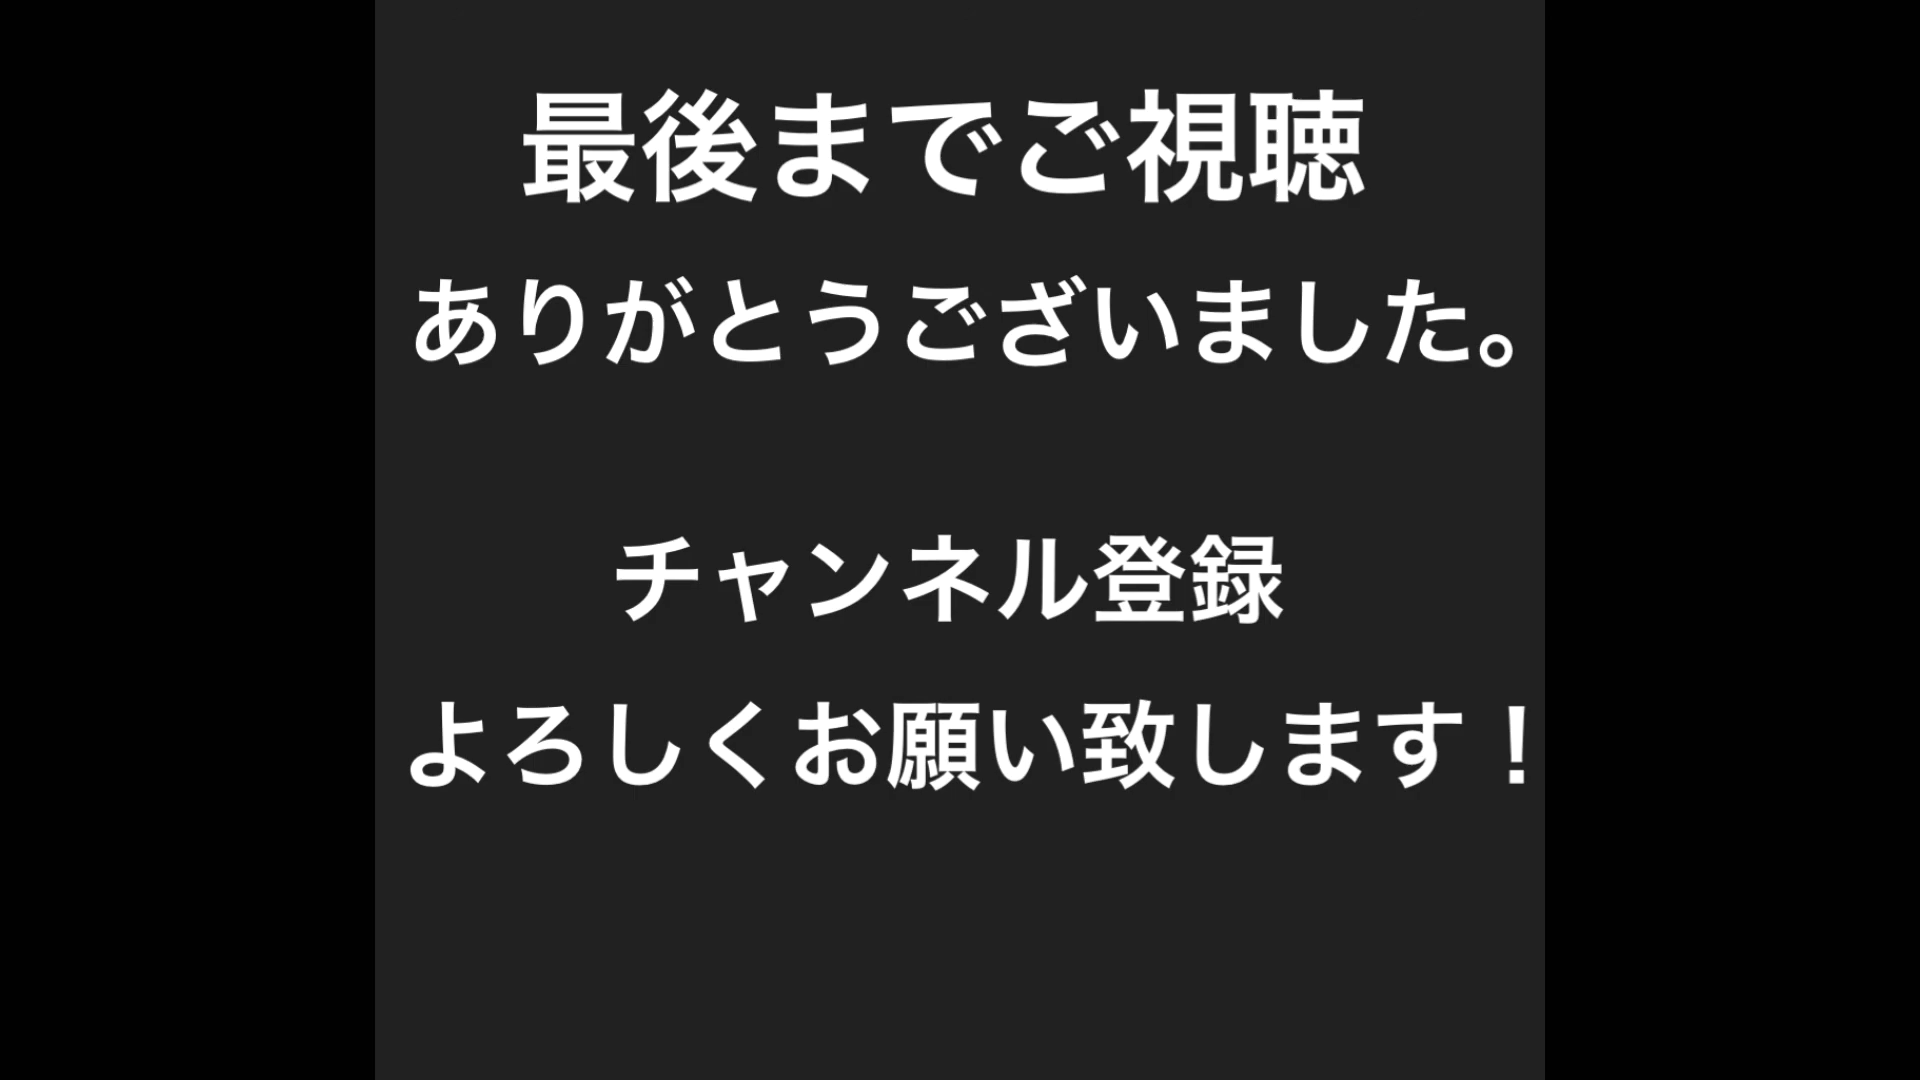 最後までご視聴
ありがとうございました。
チャンネル登録
よろしくお願い致します！